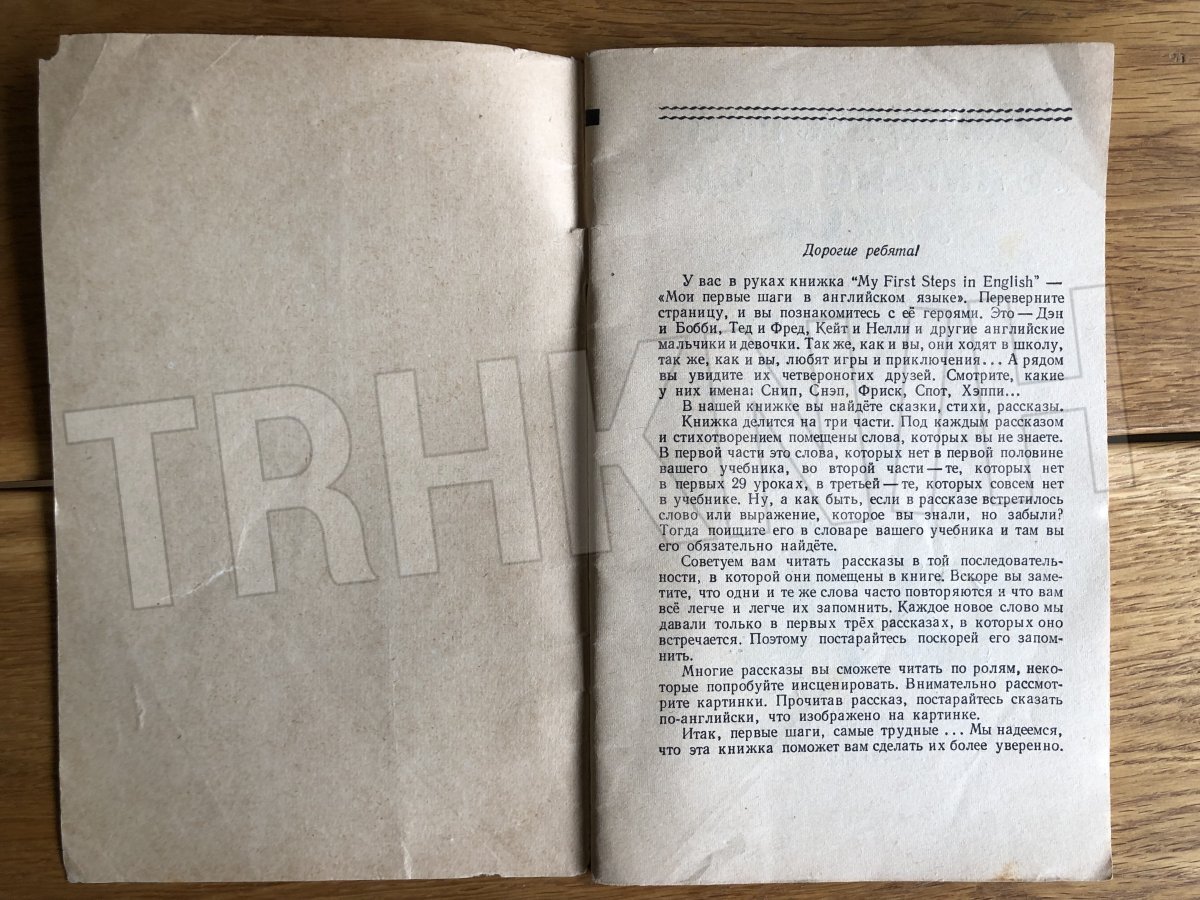 Дорогие ребята!
У вас в руках книжка “My First Steps in English” —
«Мои первые шаги в английском языке». Переверните
страницу, и вы познакомитесь с её героями. Это — Дэн
и Бобби, Тед и Фред, Кейт и Нелли и другие английские
мальчики и девочки. Так же, как и вы, они ходят в школу,
так же, как и вы, любят игры и приключения... А рядом
вы увидите их четвероногих друзей. Смотрите, какие
у них имена: Снип, Снэп, Фриск, Спот, Хэппи...
В нашей книжке вы найдёте сказки, стихи, рассказы.
Книжка делится на три части. Под каждым рассказом
и стихотворением помещены слова, которых вы не знаете.
В первой части это слова, которых нет в первой половине
вашего учебника, во второй части — те, которых нет
в первых 29 уроках, в третьей — те, которых совсем нет
в учебнике. Ну, а как быть, если в рассказе встретилось
слово или выражение, которое вы знали, но забыли?
Тогда поищите его в словаре вашего учебника и там вы
его обязательно найдёте.
Советуем вам читать рассказы в той последователь-
ности, в которой они помещены в книге. Вскоре вы заме-
тите, что одни и те же слова часто повторяются и что вам
всё легче и легче их запомнить. Каждое новое слово мы
давали только в первых трёх рассказах, в которых оно
встречается. Поэтому постарайтесь поскорей его запом-
нить.
Многие рассказы вы сможете читать по ролям, неко-
торые попробуйте инсценировать. Внимательно рассмот-
рите картинки. Прочитав рассказ, постарайтесь сказать
по-английски, что изображено на картинке.
Итак, первые шаги, самые трудные ... Мы надеемся,
что эта книжка поможет вам сделать их более уверенно.